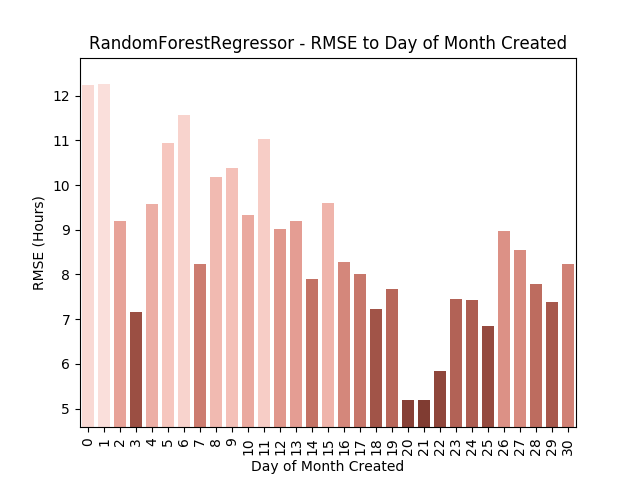 RandomForestRegressor - RMSE to Day of Month Created
12
11
10
9
8
7
6
5
RMSE (Hours)
0 1 2 3 4 5 6 7 8 9 10 11 12 13 14 15 16 17 18 19 20 21 22 23 24 25 26 27 28 29 30
Day of Month Created